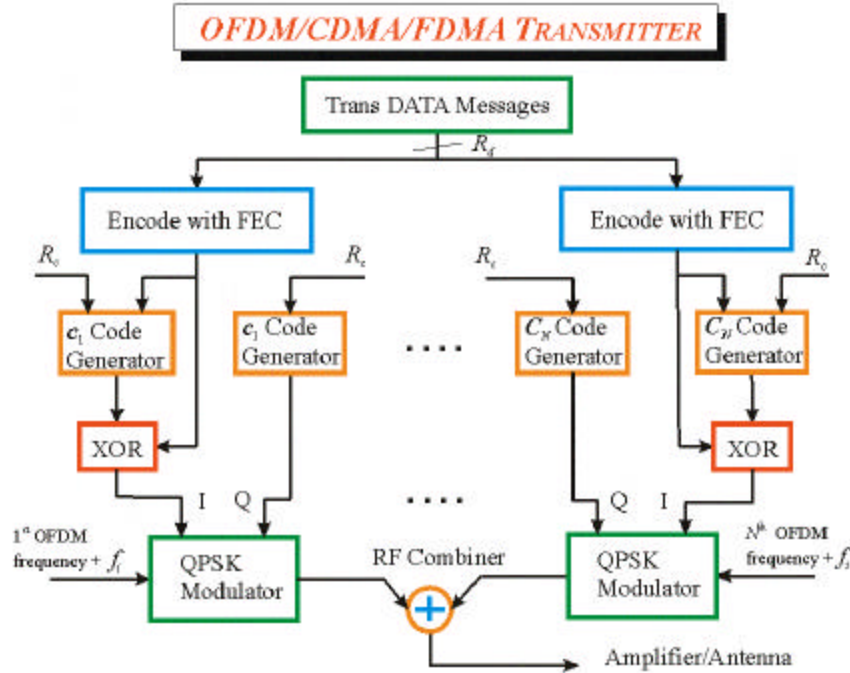 OFDM/CDMA/FDMA TRANSMITTER
Trans DATA Messages
R_d
Encode with FEC
Encode with FEC
R_c
R_c
R_c
R_c
c_1 Code
Generator
c_1 Code
Generator
C_N Code
Generator
C_N Code
Generator
....
XOR
XOR
I
Q
....
Q
I
1st OFDM
frequency + f_i
QPSK
Modulator
RF Combiner
QPSK
Modulator
Nth OFDM
frequency + f_i
+
Amplifier/Antenna